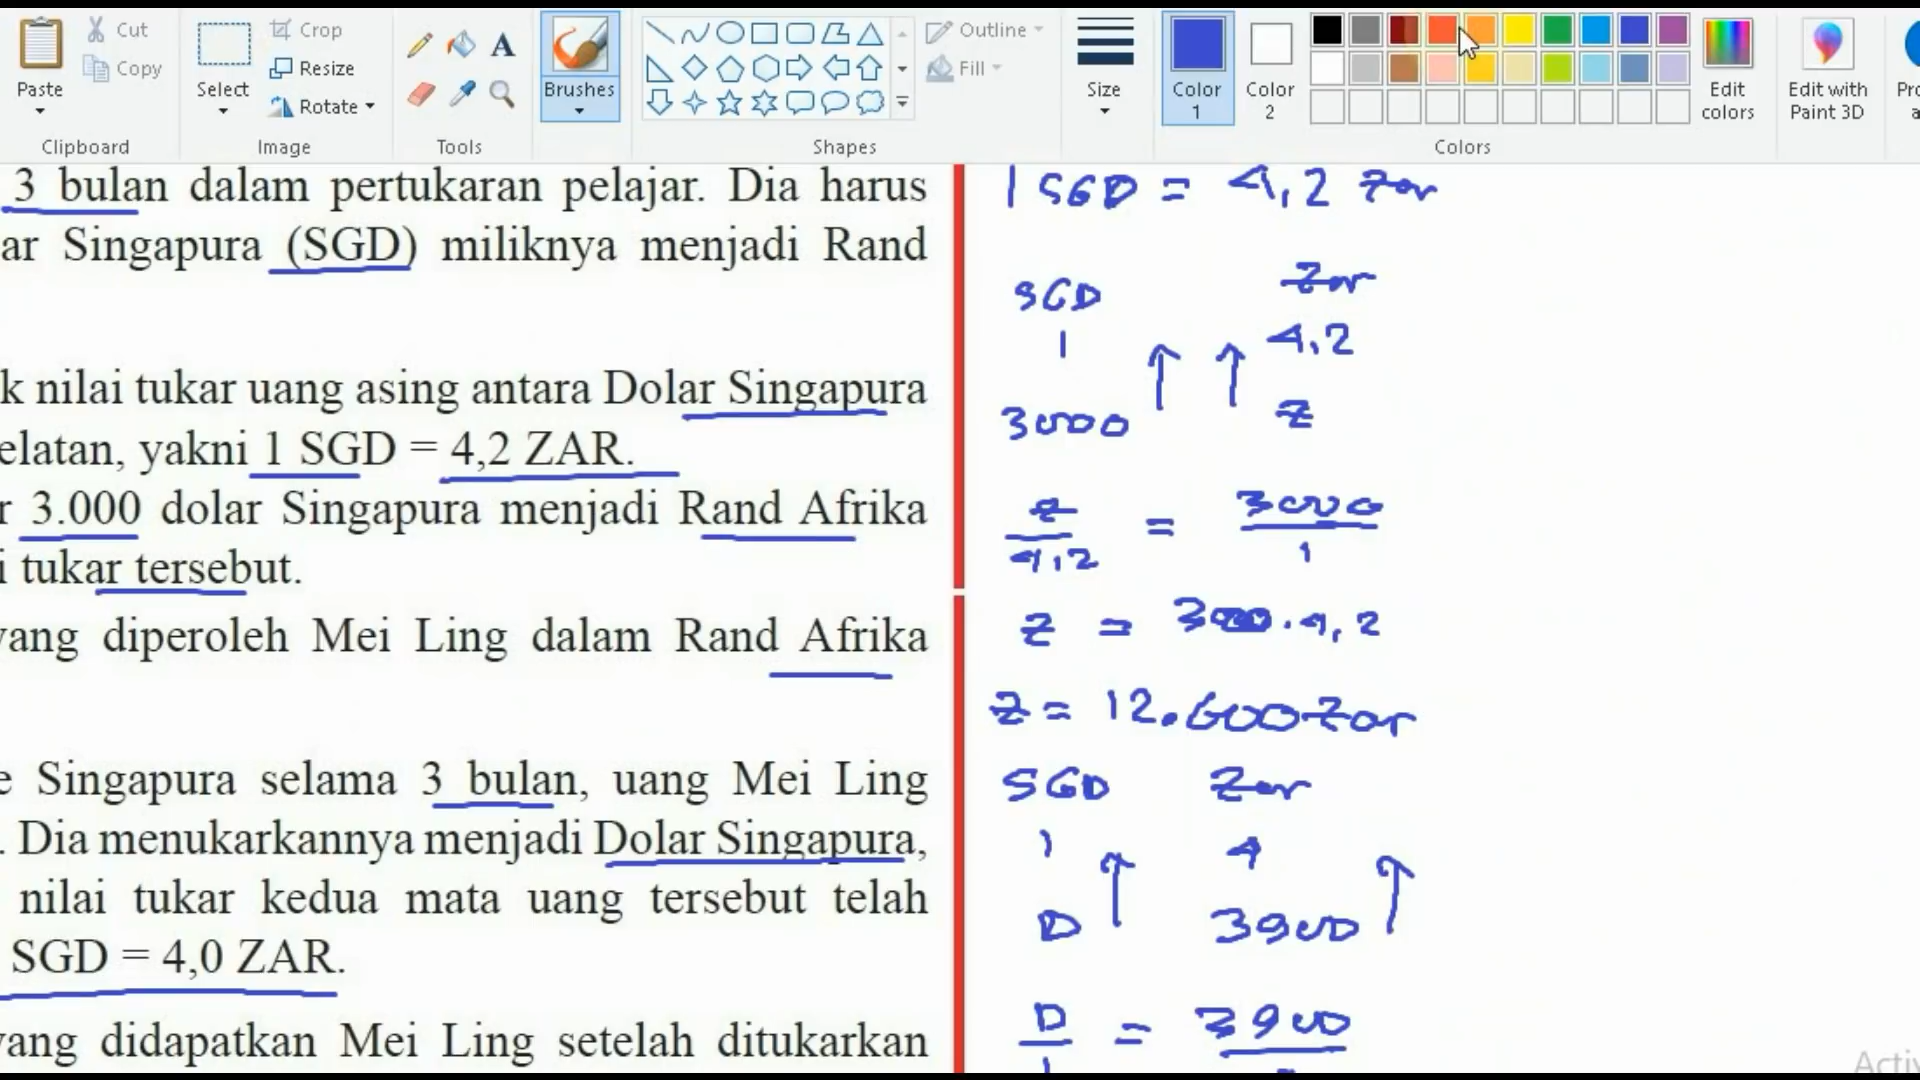 Paste
Clipboard
Cut
Copy
Select
Crop
Resize
Rotate
Image
Tools
Brushes
Shapes
Outline
Fill
Size
Color 1
Color 2
Colors
Edit colors
Edit with Paint 3D
3 bulan dalam pertukaran pelajar. Dia harus
ar Singapura (SGD) miliknya menjadi Rand
k nilai tukar uang asing antara Dolar Singapura
elatan, yakni 1 SGD = 4,2 ZAR.
r 3.000 dolar Singapura menjadi Rand Afrika
i tukar tersebut.
yang diperoleh Mei Ling dalam Rand Afrika
e Singapura selama 3 bulan, uang Mei Ling
. Dia menukarkannya menjadi Dolar Singapura,
nilai tukar kedua mata uang tersebut telah
SGD = 4,0 ZAR.
yang didapatkan Mei Ling setelah ditukarkan
1 SGD = 4,2 Zar
SGD Zar
1 4,2
3000 Z
Z = 3000
4,2 1
Z = 3000.4,2
Z = 12.600 Zar
SGD Zar
1 4
D 3900
D = 3900
1